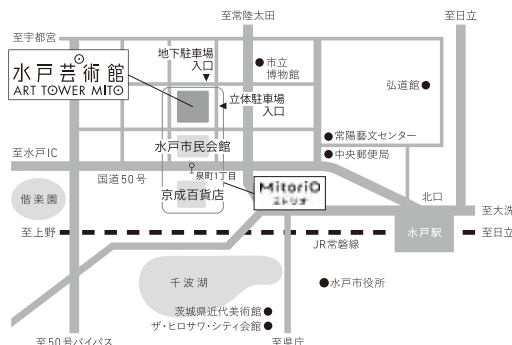 至常陸太田
至日立
至宇都宮
水戸芸術館
ART TOWER MITO
地下駐車場
入口
市立
博物館
弘道館
立体駐車場
入口
常陽藝文センター
水戸市民会館
中央郵便局
至水戸IC
国道50号
泉町1丁目
北口
偕楽園
京成百貨店
MitoriO
ミトリオ
至大洗
至上野
JR常磐線
水戸駅
至日立
千波湖
水戸市役所
茨城県近代美術館
ザ・ヒロサワ・シティ会館
至50号バイパス
至県庁